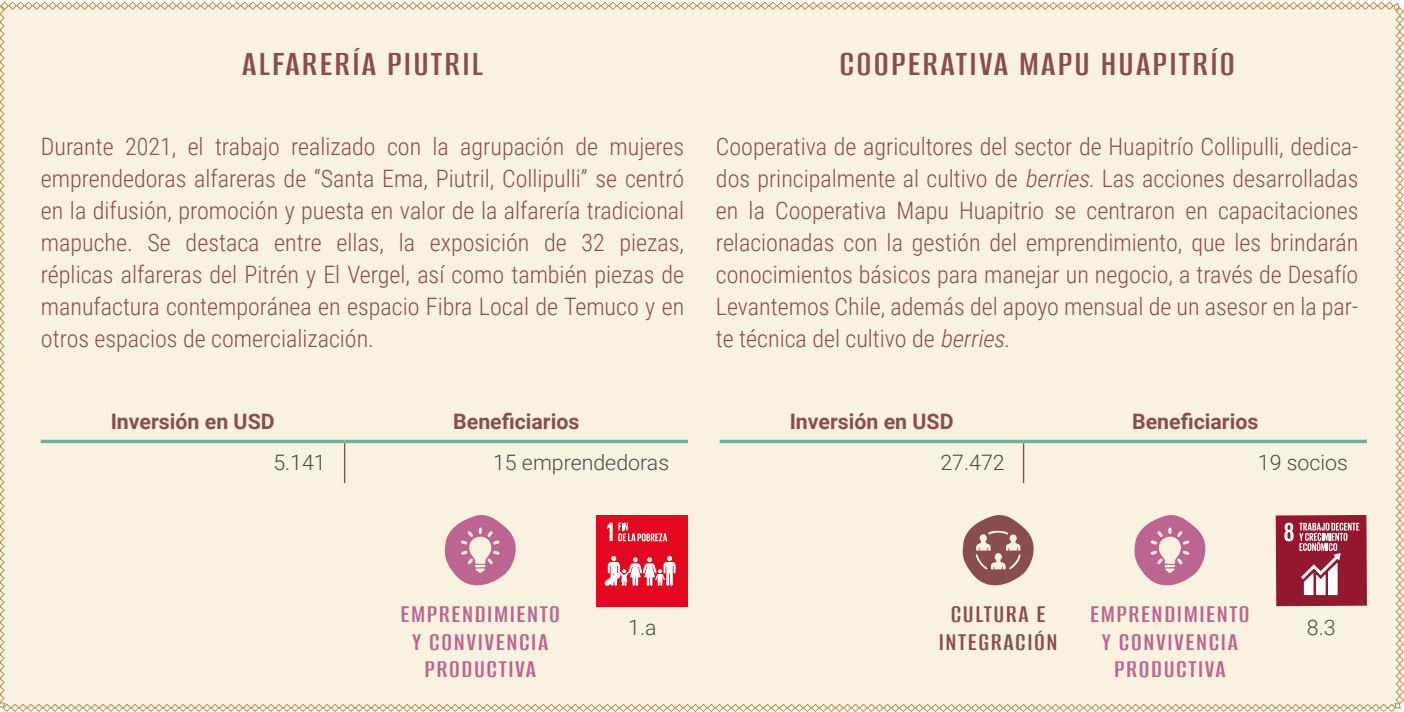 ALFARERÍA PIUTRIL
Durante 2021, el trabajo realizado con la agrupación de mujeres
emprendedoras alfareras de “Santa Ema, Piutril, Collipulli” se centró
en la difusión, promoción y puesta en valor de la alfarería tradicional
mapuche. Se destaca entre ellas, la exposición de 32 piezas,
réplicas alfareras del Pitrén y El Vergel, así como también piezas de
manufactura contemporánea en espacio Fibra Local de Temuco y en
otros espacios de comercialización.
Inversión en USD Beneficiarios
5.141 15 emprendedoras
EMPRENDIMIENTO
Y CONVIVENCIA
PRODUCTIVA
1 FIN
DE LA POBREZA
1.a
COOPERATIVA MAPU HUAPITRÍO
Cooperativa de agricultores del sector de Huapitrío Collipulli, dedica-
dos principalmente al cultivo de berries. Las acciones desarrolladas
en la Cooperativa Mapu Huapitrio se centraron en capacitaciones
relacionadas con la gestión del emprendimiento, que les brindarán
conocimientos básicos para manejar un negocio, a través de Desafío
Levantemos Chile, además del apoyo mensual de un asesor en la par-
te técnica del cultivo de berries.
Inversión en USD Beneficiarios
27.472 19 socios
CULTURA E
INTEGRACIÓN
EMPRENDIMIENTO
Y CONVIVENCIA
PRODUCTIVA
8 TRABAJO DECENTE
Y CRECIMIENTO
ECONÓMICO
8.3